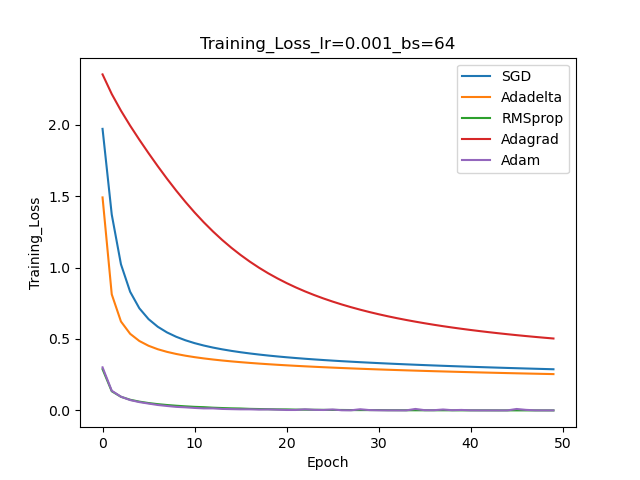 Training_Loss_lr=0.001_bs=64
SGD
Adadelta
RMSprop
Adagrad
Adam
2.0
1.5
1.0
0.5
0.0
Training_Loss
0 10 20 30 40 50
Epoch